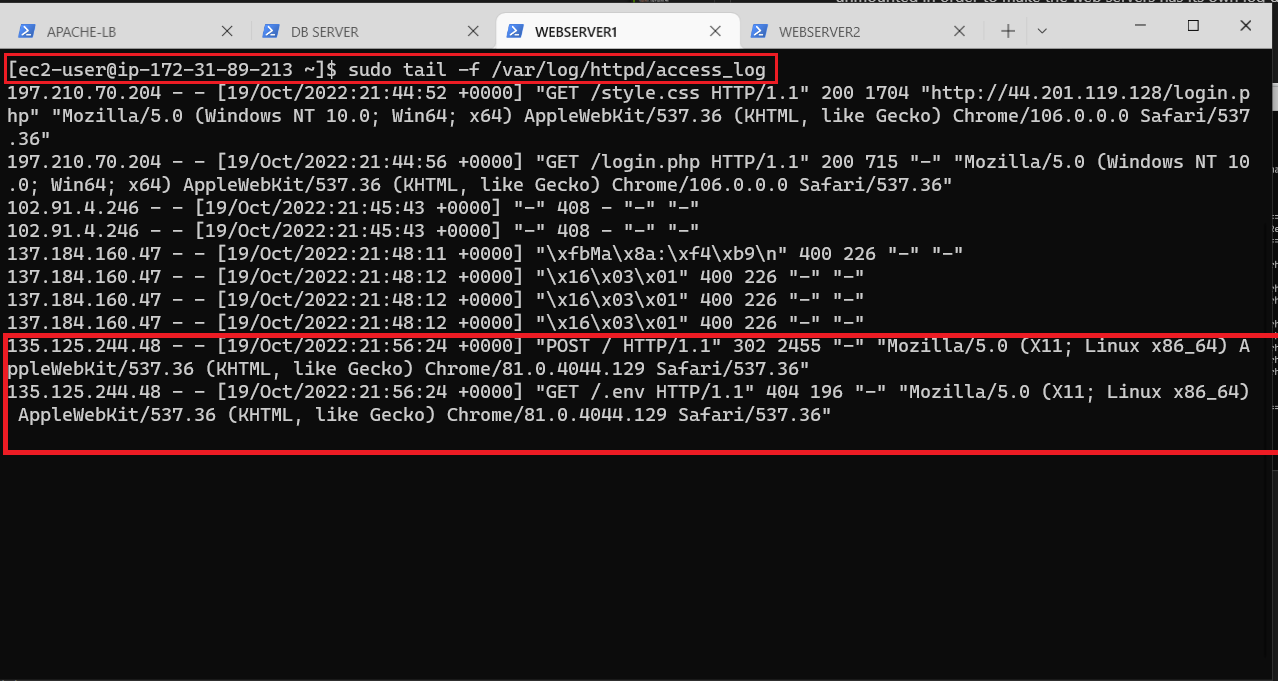 unmounted in order to make the web servers has its own log
APACHE-LB
DB SERVER
WEBSERVER1
WEBSERVER2
[ec2-user@ip-172-31-89-213 ~]$ sudo tail -f /var/log/httpd/access_log
197.210.70.204 - - [19/Oct/2022:21:44:52 +0000] "GET /style.css HTTP/1.1" 200 1704 "http://44.201.119.128/login.p
hp" "Mozilla/5.0 (Windows NT 10.0; Win64; x64) AppleWebKit/537.36 (KHTML, like Gecko) Chrome/106.0.0.0 Safari/537
.36"
197.210.70.204 - - [19/Oct/2022:21:44:56 +0000] "GET /login.php HTTP/1.1" 200 715 "-" "Mozilla/5.0 (Windows NT 10
.0; Win64; x64) AppleWebKit/537.36 (KHTML, like Gecko) Chrome/106.0.0.0 Safari/537.36"
102.91.4.246 - - [19/Oct/2022:21:45:43 +0000] "-" 408 - "-" "-"
102.91.4.246 - - [19/Oct/2022:21:45:43 +0000] "-" 408 - "-" "-"
137.184.160.47 - - [19/Oct/2022:21:48:11 +0000] "\xfbMa\x8a:\xf4\xb9\n" 400 226 "-" "-"
137.184.160.47 - - [19/Oct/2022:21:48:12 +0000] "\x16\x03\x01" 400 226 "-" "-"
137.184.160.47 - - [19/Oct/2022:21:48:12 +0000] "\x16\x03\x01" 400 226 "-" "-"
137.184.160.47 - - [19/Oct/2022:21:48:12 +0000] "\x16\x03\x01" 400 226 "-" "-"
135.125.244.48 - - [19/Oct/2022:21:56:24 +0000] "POST / HTTP/1.1" 302 2455 "-" "Mozilla/5.0 (X11; Linux x86_64) A
ppleWebKit/537.36 (KHTML, like Gecko) Chrome/81.0.4044.129 Safari/537.36"
135.125.244.48 - - [19/Oct/2022:21:56:24 +0000] "GET /.env HTTP/1.1" 404 196 "-" "Mozilla/5.0 (X11; Linux x86_64)
AppleWebKit/537.36 (KHTML, like Gecko) Chrome/81.0.4044.129 Safari/537.36"